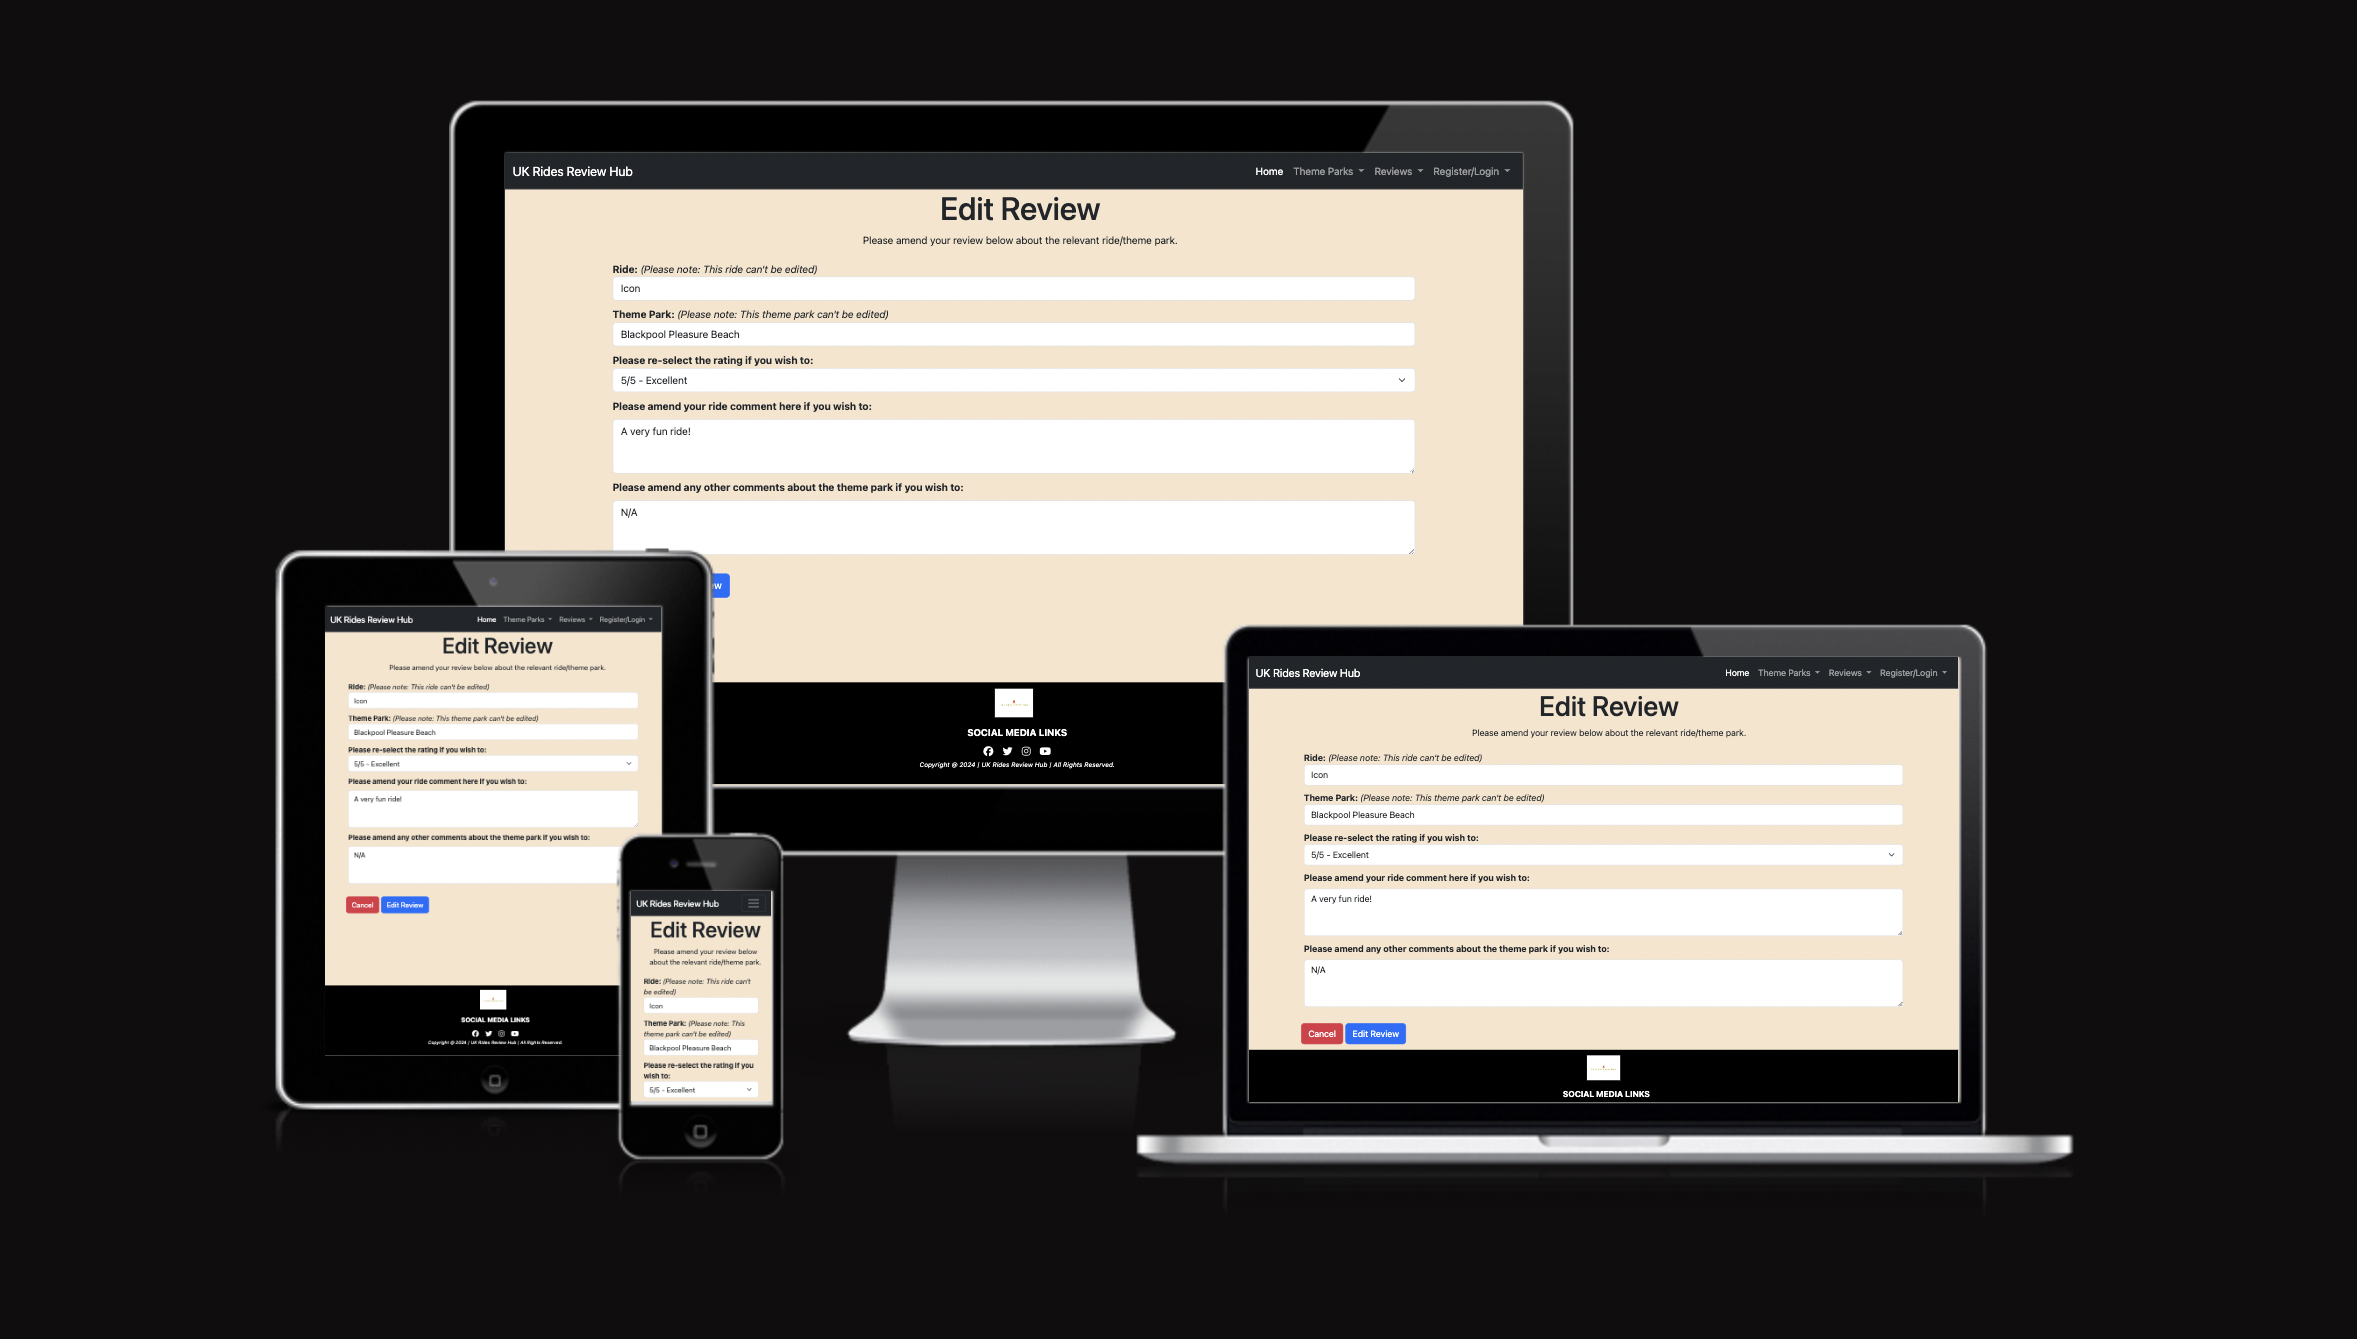 UK Rides Review Hub
Home Theme Parks Reviews Register/Login
Edit Review
Please amend your review below about the relevant ride/theme park.
Ride: (Please note: This ride can't be edited)
Icon
Theme Park: (Please note: This theme park can't be edited)
Blackpool Pleasure Beach
Please re-select the rating if you wish to:
5/5 - Excellent
Please amend your ride comment here if you wish to:
A very fun ride!
Please amend any other comments about the theme park if you wish to:
N/A
ew
SOCIAL MEDIA LINKS
Copyright @ 2024 | UK Rides Review Hub | All Rights Reserved.
UK Rides Review Hub
Home Theme Parks Reviews Register/Login
Edit Review
Please amend your review below about the relevant ride/theme park.
Ride: (Please note: This ride can't be edited)
Icon
Theme Park: (Please note: This theme park can't be edited)
Blackpool Pleasure Beach
Please re-select the rating if you wish to:
5/5 - Excellent
Please amend your ride comment here if you wish to:
A very fun ride!
Please amend any other comments about the theme park if you wish to:
N/A
Cancel Edit Review
SOCIAL MEDIA LINKS
Copyright @ 2024 | UK Rides Review Hub | All Rights Reserved.
UK Rides Review Hub
Edit Review
Please amend your review below
about the relevant ride/theme park.
Ride: (Please note: This ride can't
be edited)
Icon
Theme Park: (Please note: This
theme park can't be edited)
Blackpool Pleasure Beach
Please re-select the rating if you
wish to:
5/5 - Excellent
UK Rides Review Hub
Home Theme Parks Reviews Register/Login
Edit Review
Please amend your review below about the relevant ride/theme park.
Ride: (Please note: This ride can't be edited)
Icon
Theme Park: (Please note: This theme park can't be edited)
Blackpool Pleasure Beach
Please re-select the rating if you wish to:
5/5 - Excellent
Please amend your ride comment here if you wish to:
A very fun ride!
Please amend any other comments about the theme park if you wish to:
N/A
Cancel Edit Review
SOCIAL MEDIA LINKS